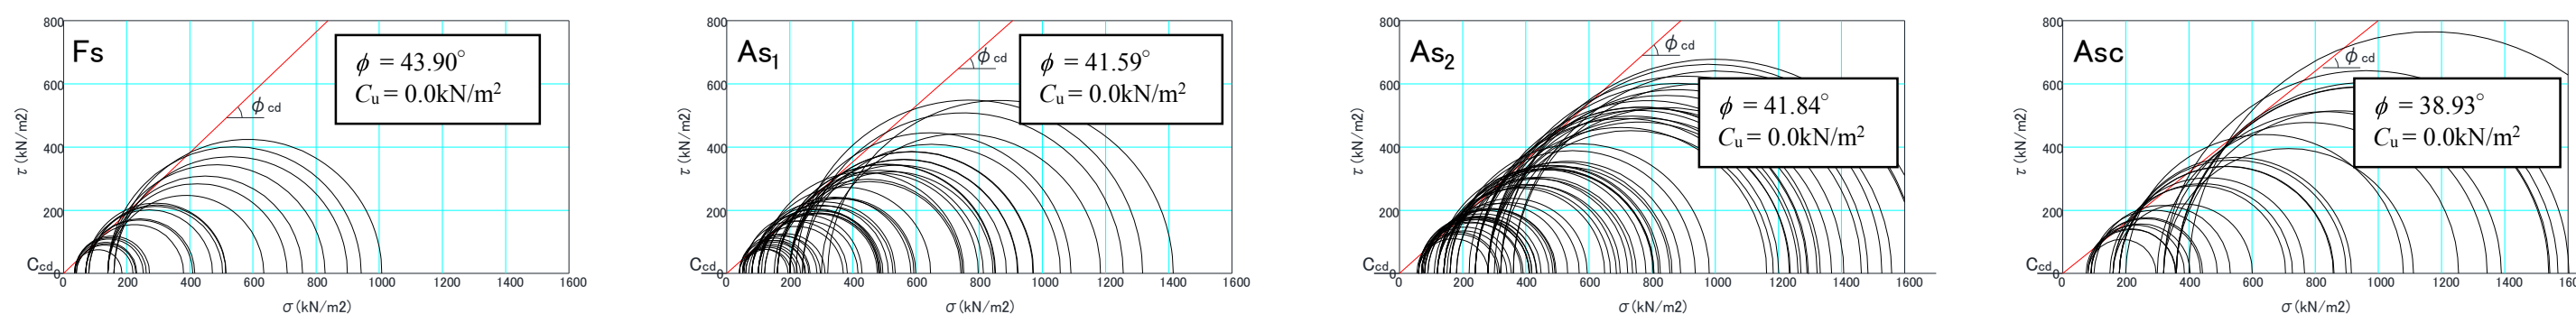 Fs
φ = 43.90°
Cu = 0.0kN/m²
φ cd
τ (kN/m2)
800
600
400
200
0
Ccd
0 200 400 600 800 1000 1200 1400 1600
σ (kN/m2)
As₁
φ = 41.59°
Cu = 0.0kN/m²
φ cd
τ (kN/m2)
800
600
400
200
0
Ccd
0 200 400 600 800 1000 1200 1400 1600
σ (kN/m2)
As₂
φ = 41.84°
Cu = 0.0kN/m²
φ cd
τ (kN/m2)
800
600
400
200
0
Ccd
0 200 400 600 800 1000 1200 1400 1600
σ (kN/m2)
Asc
φ = 38.93°
Cu = 0.0kN/m²
φ cd
τ (kN/m2)
800
600
400
200
0
Ccd
0 200 400 600 800 1000 1200 1400 160
σ (kN/m2)